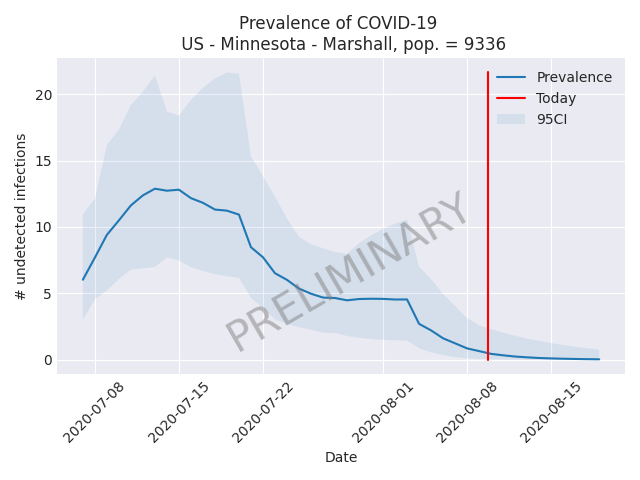 Prevalence of COVID-19
US - Minnesota - Marshall, pop. = 9336
Prevalence
Today
95CI
# undetected infections
20
15
10
5
0
PRELIMINARY
2020-07-08
2020-07-15
2020-07-22
2020-08-01
2020-08-08
2020-08-15
Date